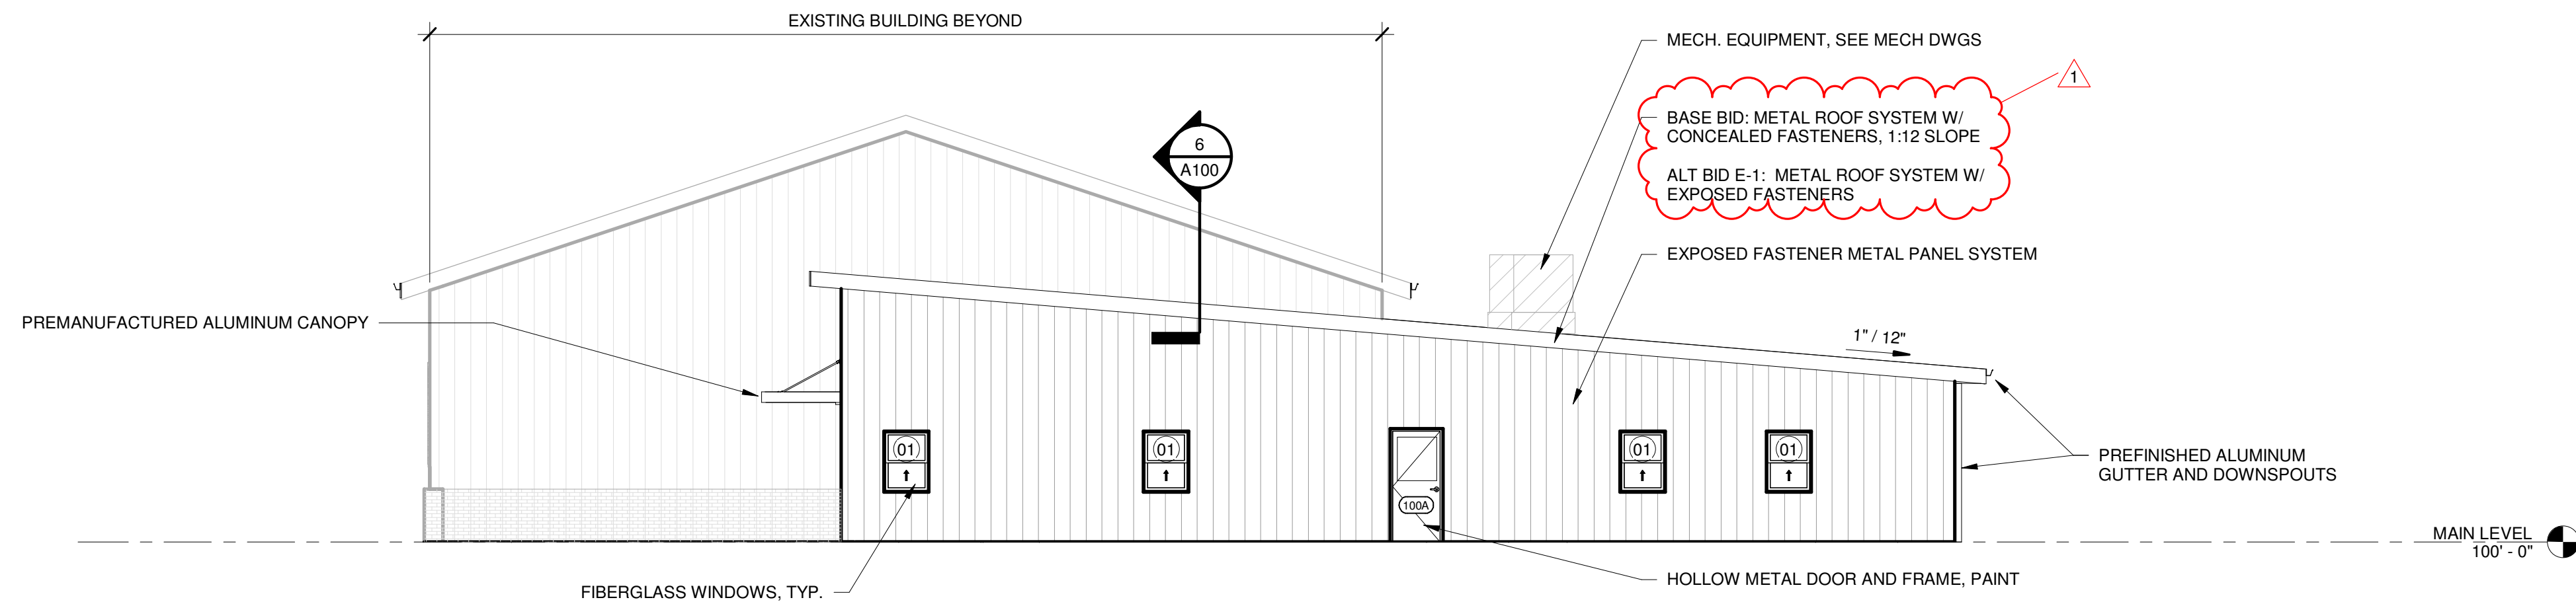 EXISTING BUILDING BEYOND
MECH. EQUIPMENT, SEE MECH DWGS
1
BASE BID: METAL ROOF SYSTEM W/
CONCEALED FASTENERS, 1:12 SLOPE
ALT BID E-1: METAL ROOF SYSTEM W/
EXPOSED FASTENERS
6
A100
EXPOSED FASTENER METAL PANEL SYSTEM
PREMANUFACTURED ALUMINUM CANOPY
1" / 12"
01
01
01
01
100A
PREFINISHED ALUMINUM
GUTTER AND DOWNSPOUTS
MAIN LEVEL
100' - 0"
HOLLOW METAL DOOR AND FRAME, PAINT
FIBERGLASS WINDOWS, TYP.